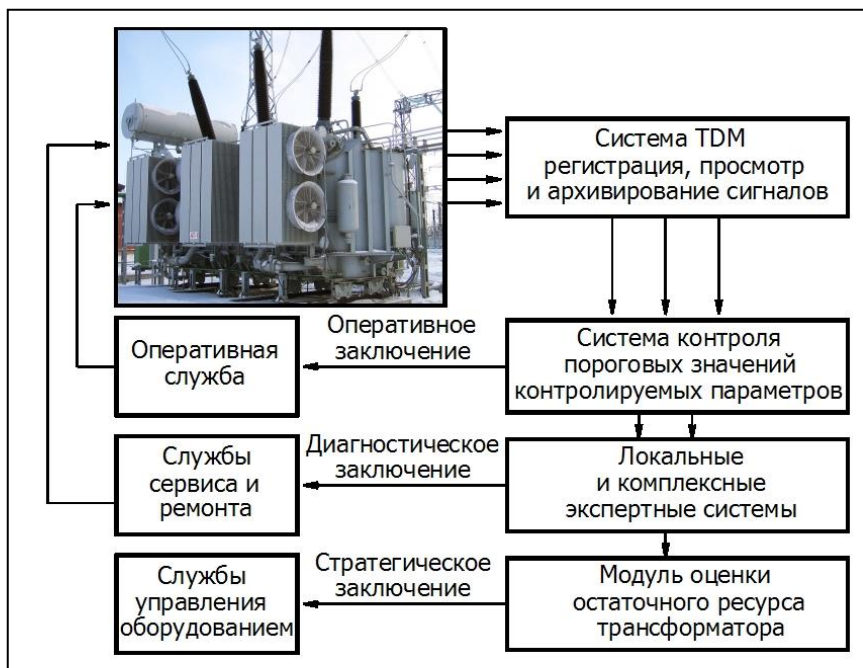 Система TDM
регистрация, просмотр
и архивирование сигналов
Оперативная
служба
Оперативное
заключение
Система контроля
пороговых значений
контролируемых параметров
Службы
сервиса и
ремонта
Диагностическое
заключение
Локальные
и комплексные
экспертные системы
Службы
управления
оборудованием
Стратегическое
заключение
Модуль оценки
остаточного ресурса
трансформатора